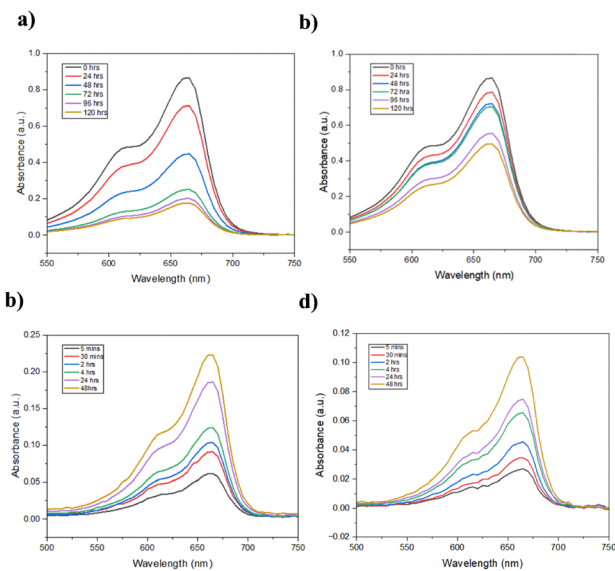 a)
1.0
0.8
0.6
0.4
0.2
0.0
Absorbance (a.u.)
0 hrs
24 hrs
48 hrs
72 hrs
96 hrs
120 hrs
550 600 650 700 750
Wavelength (nm)
b)
1.0
0.8
0.6
0.4
0.2
0.0
Absorbance (a.u.)
0 hrs
24 hrs
48 hrs
72 hrs
96 hrs
120 hrs
550 600 650 700 750
Wavelength (nm)
b)
0.25
0.20
0.15
0.10
0.05
0.00
Absorbance (a.u.)
5 mins
30 mins
2 hrs
4 hrs
24 hrs
48hrs
500 550 600 650 700 750
Wavelength (nm)
d)
0.12
0.10
0.08
0.06
0.04
0.02
0.00
−0.02
Absorbance (a.u.)
5 mins
30 mins
2 hrs
4 hrs
24 hrs
48 hrs
500 550 600 650 700 750
Wavelength (nm)